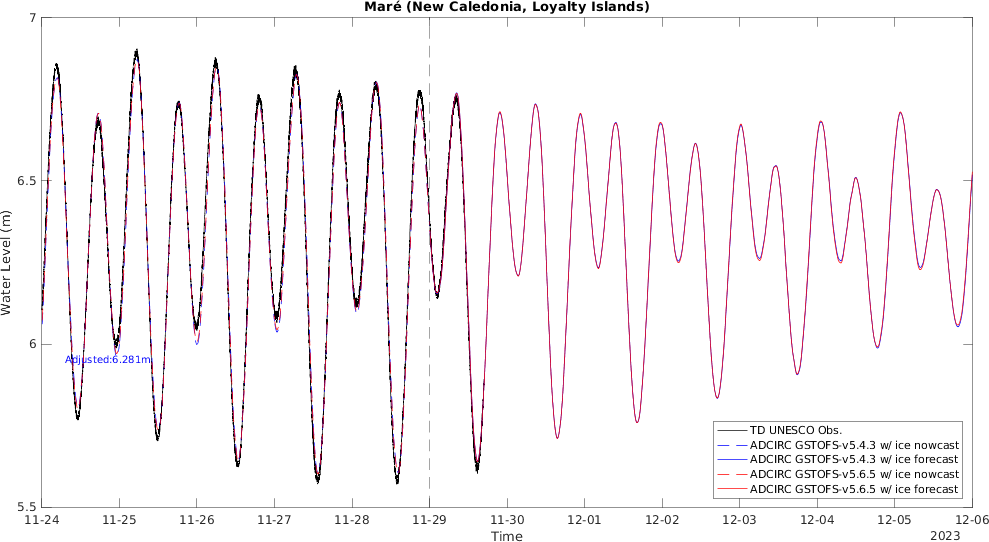 Maré (New Caledonia, Loyalty Islands)
7
6.5
6
5.5
Water Level (m)
Adjusted:6.281m
TD UNESCO Obs.
ADCIRC GSTOFS-v5.4.3 w/ ice nowcast
ADCIRC GSTOFS-v5.4.3 w/ ice forecast
ADCIRC GSTOFS-v5.6.5 w/ ice nowcast
ADCIRC GSTOFS-v5.6.5 w/ ice forecast
11-24 11-25 11-26 11-27 11-28 11-29 11-30 12-01 12-02 12-03 12-04 12-05 12-06
Time
2023